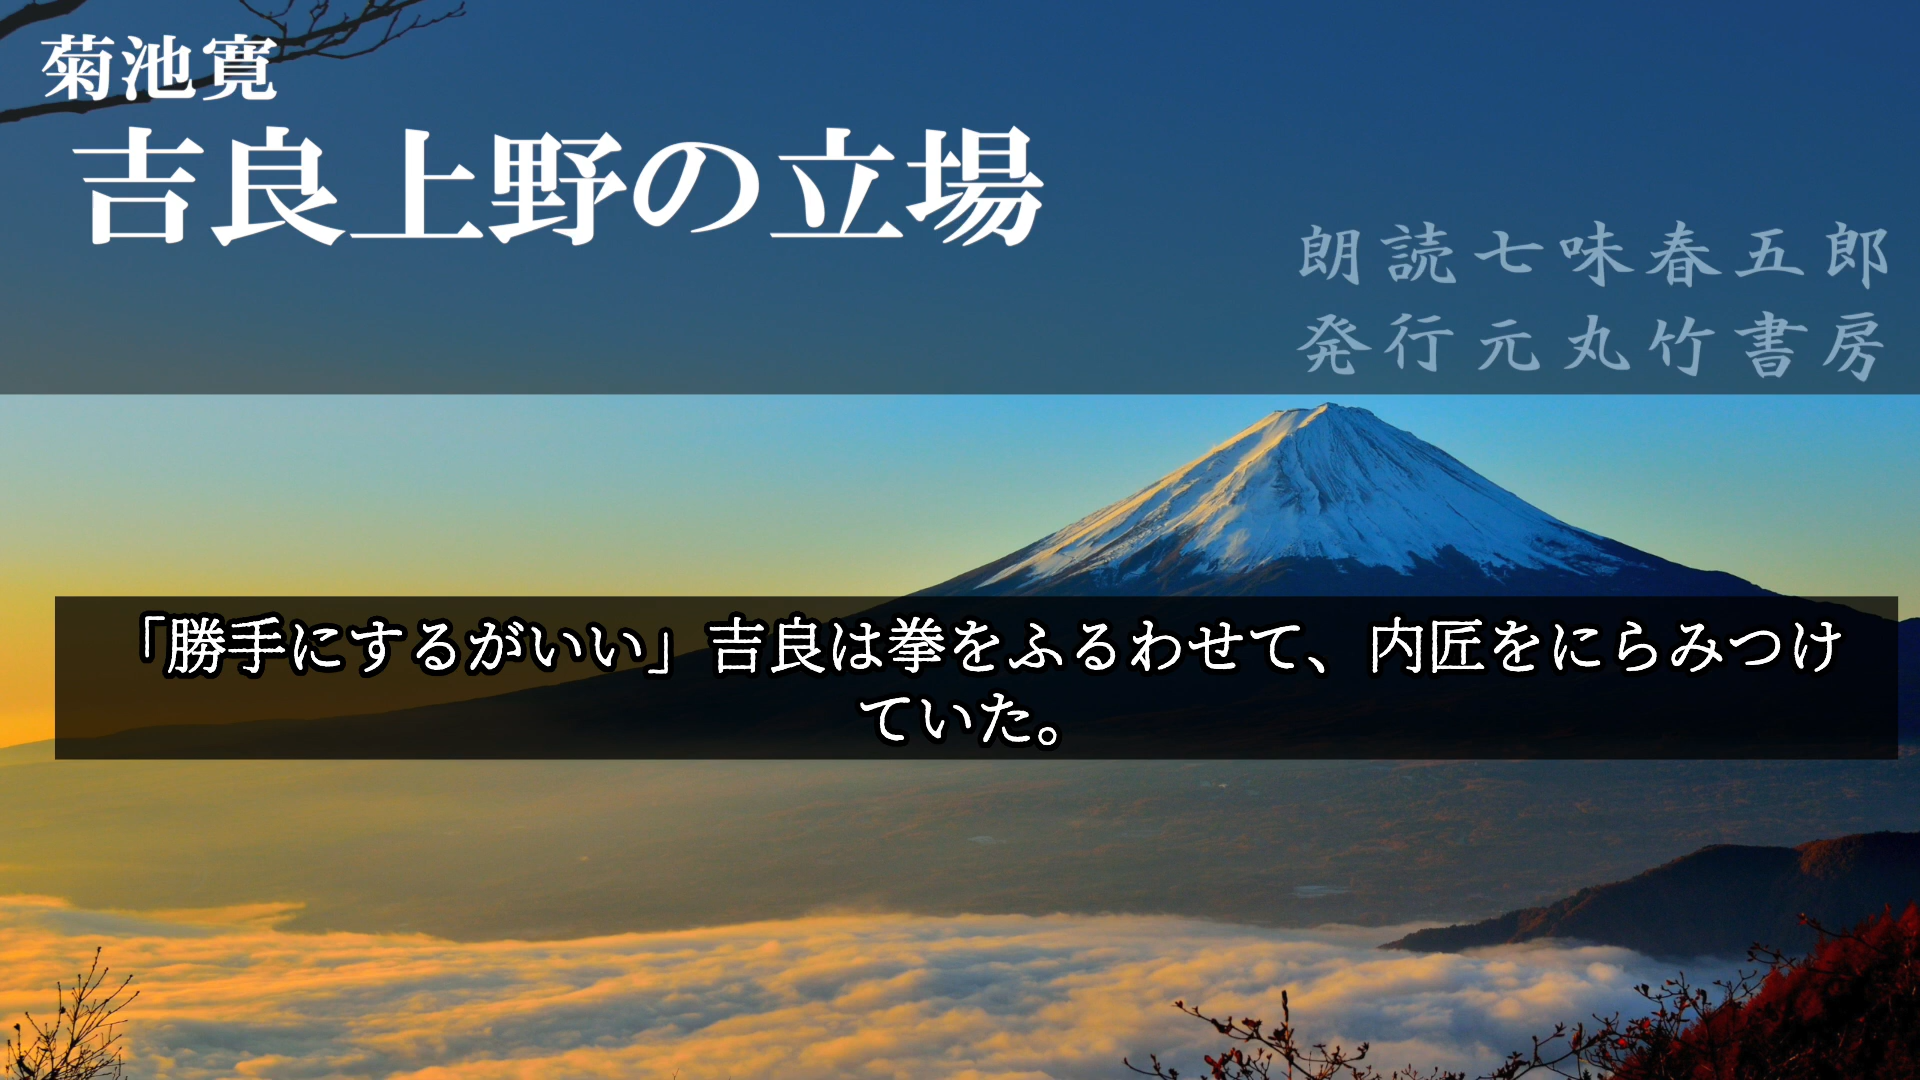 菊池寛
吉良上野の立場
朗読七味春五郎
発行元丸竹書房
「勝手にするがいい」吉良は拳をふるわせて、内匠をにらみつけ
ていた。